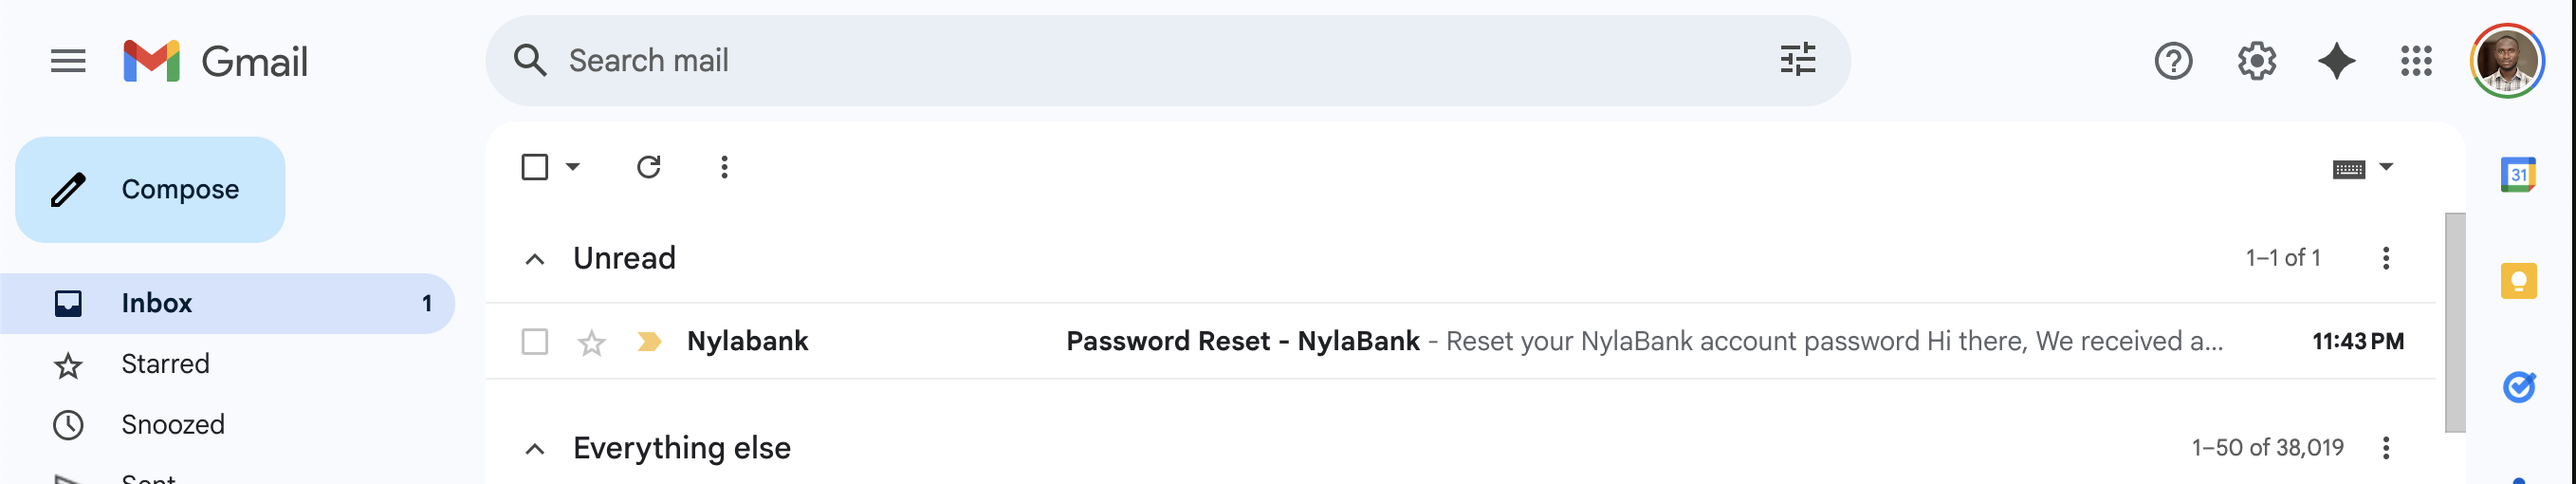 Gmail
Search mail
Compose
Inbox 1
Starred
Snoozed
Sent
Unread 1–1 of 1
Nylabank Password Reset - NylaBank - Reset your NylaBank account password Hi there, We received a... 11:43 PM
Everything else 1–50 of 38,019
31